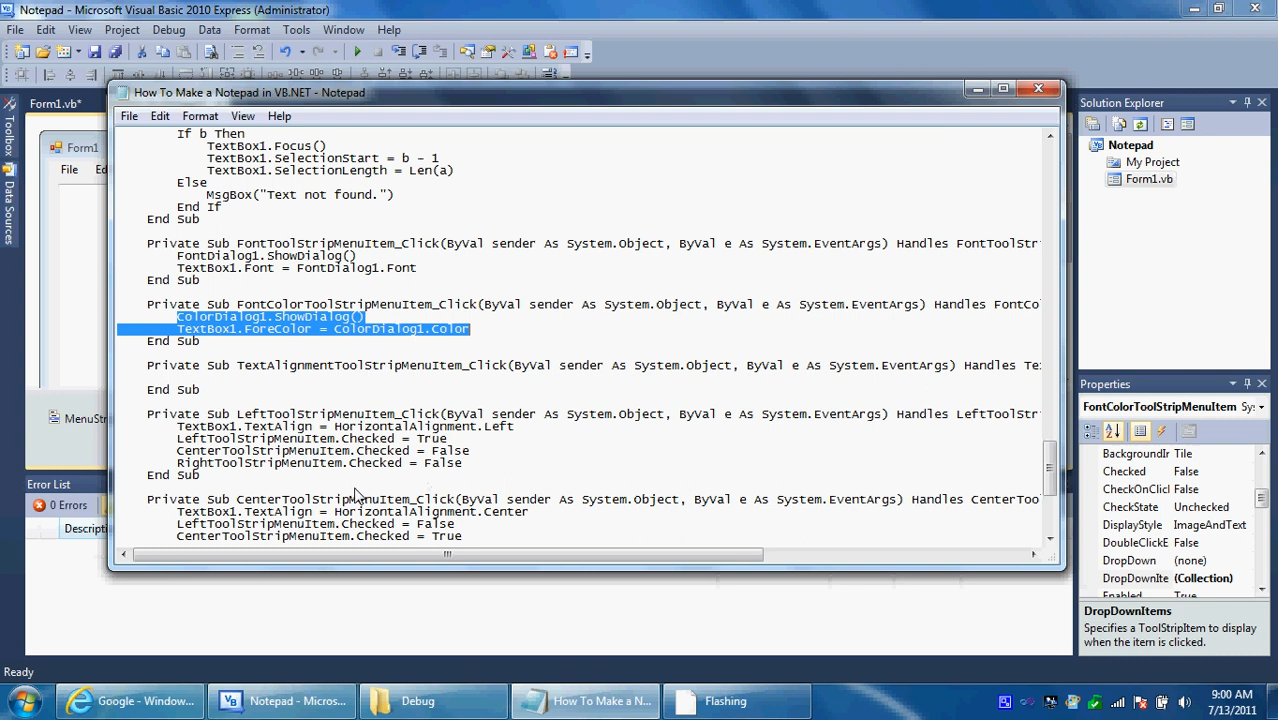 Notepad - Microsoft Visual Basic 2010 Express (Administrator)
File Edit View Project Debug Data Format Tools Window Help
Form1.vb*
Toolbox
Data Sources
Form1
File
MenuStr
Error List
0 Errors
Descripti
Ready
How To Make a Notepad in VB.NET - Notepad
File Edit Format View Help
If b Then
TextBox1.Focus()
TextBox1.SelectionStart = b - 1
TextBox1.SelectionLength = Len(a)
Else
MsgBox("Text not found.")
End If
End Sub
Private Sub FontToolStripMenuItem_Click(ByVal sender As System.Object, ByVal e As System.EventArgs) Handles FontToolStr
FontDialog1.ShowDialog()
TextBox1.Font = FontDialog1.Font
End Sub
Private Sub FontColorToolStripMenuItem_Click(ByVal sender As System.Object, ByVal e As System.EventArgs) Handles FontCo
ColorDialog1.ShowDialog()
TextBox1.ForeColor = ColorDialog1.Color
End Sub
Private Sub TextAlignmentToolStripMenuItem_Click(ByVal sender As System.Object, ByVal e As System.EventArgs) Handles Te
End Sub
Private Sub LeftToolStripMenuItem_Click(ByVal sender As System.Object, ByVal e As System.EventArgs) Handles LeftToolStr
TextBox1.TextAlign = HorizontalAlignment.Left
LeftToolStripMenuItem.Checked = True
CenterToolStripMenuItem.Checked = False
RightToolStripMenuItem.Checked = False
End Sub
Private Sub CenterToolStripMenuItem_Click(ByVal sender As System.Object, ByVal e As System.EventArgs) Handles CenterToo
TextBox1.TextAlign = HorizontalAlignment.Center
LeftToolStripMenuItem.Checked = False
CenterToolStripMenuItem.Checked = True
Solution Explorer
Notepad
My Project
Form1.vb
Properties
FontColorToolStripMenuItem Sys
BackgroundI Tile
Checked False
CheckOnClicl False
CheckState Unchecked
DisplayStyle ImageAndText
DoubleClickE False
DropDown (none)
DropDownIte (Collection)
Enabled True
DropDownItems
Specifies a ToolStripItem to display
when the item is clicked.
Google - Window...
Notepad - Micros...
Debug
How To Make a N...
Flashing
9:00 AM
7/13/2011